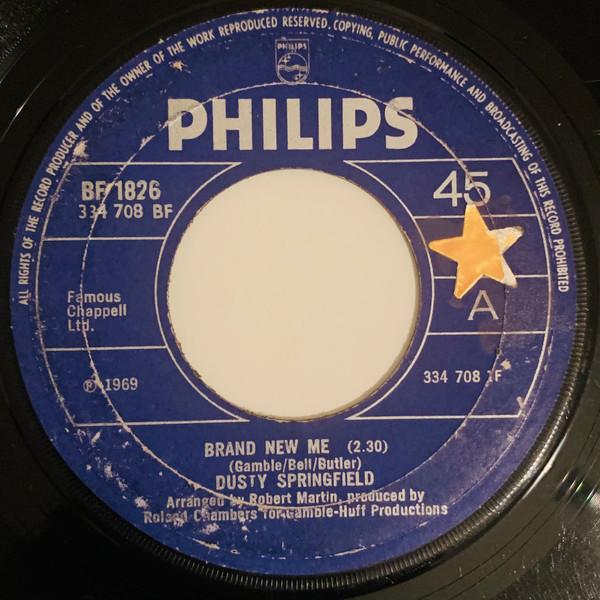 ALL RIGHTS OF THE RECORD PRODUCER AND OF THE OWNER OF THE WORK REPRODUCED RESERVED. COPYING, PUBLIC PERFORMANCE AND BROADCASTING OF THIS RECORD PROHIBITED
PHILIPS
PHILIPS
BF 1826
334 708 BF
45
A
Famous
Chappell
Ltd.
Ⓟ 1969
334 708 1F
BRAND NEW ME (2.30)
(Gamble/Bell/Butler)
DUSTY SPRINGFIELD
Arranged by Robert Martin, produced by
Roland Chambers for Gamble-Huff Productions